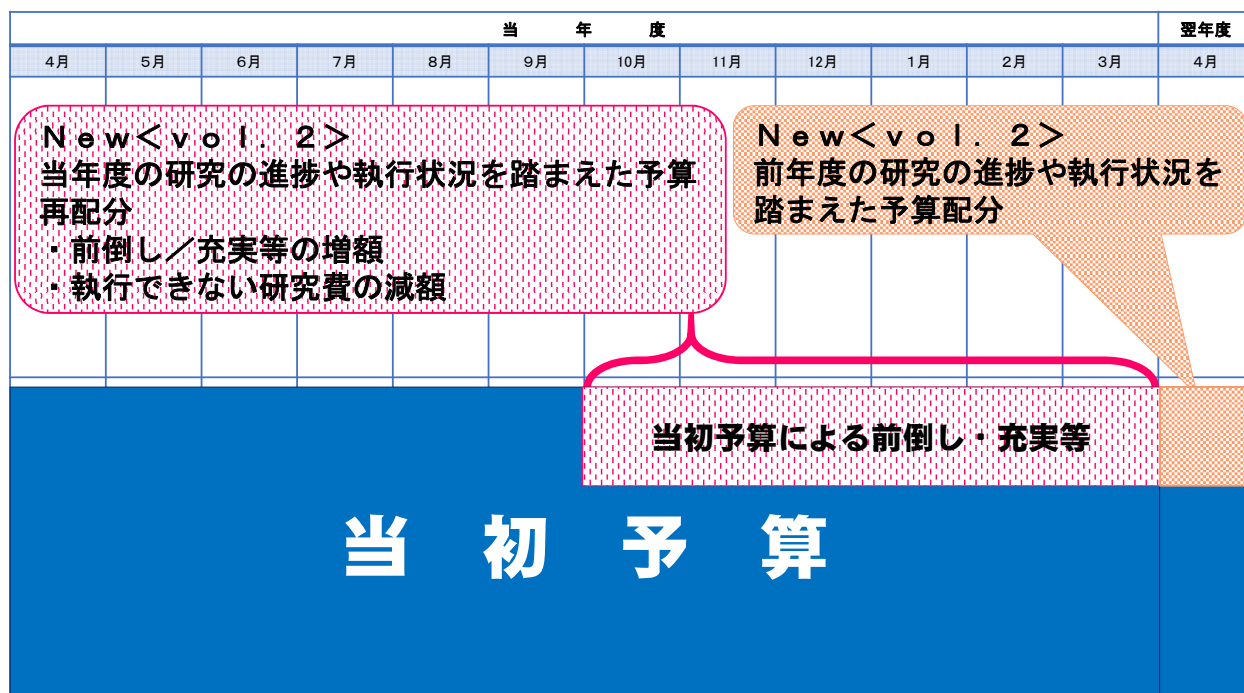 当　年　度　翌年度
4月　5月　6月　7月　8月　9月　10月　11月　12月　1月　2月　3月　4月
New＜vol．2＞
当年度の研究の進捗や執行状況を踏まえた予算
再配分
・前倒し／充実等の増額
・執行できない研究費の減額
New＜vol．2＞
前年度の研究の進捗や執行状況を
踏まえた予算配分
当初予算による前倒し・充実等
当　初　予　算